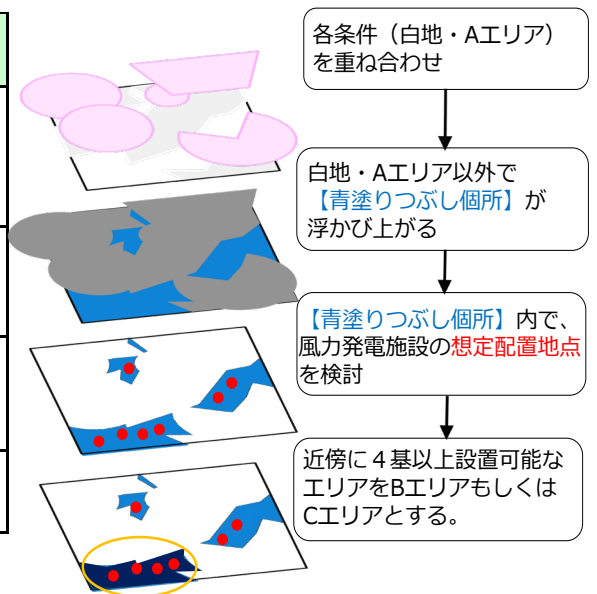 各条件（白地・Aエリア）
を重ね合わせ
白地・Aエリア以外で
【青塗りつぶし個所】が
浮かび上がる
【青塗りつぶし個所】内で、
風力発電施設の想定配置地点
を検討
近傍に４基以上設置可能な
エリアをBエリアもしくは
Cエリアとする。